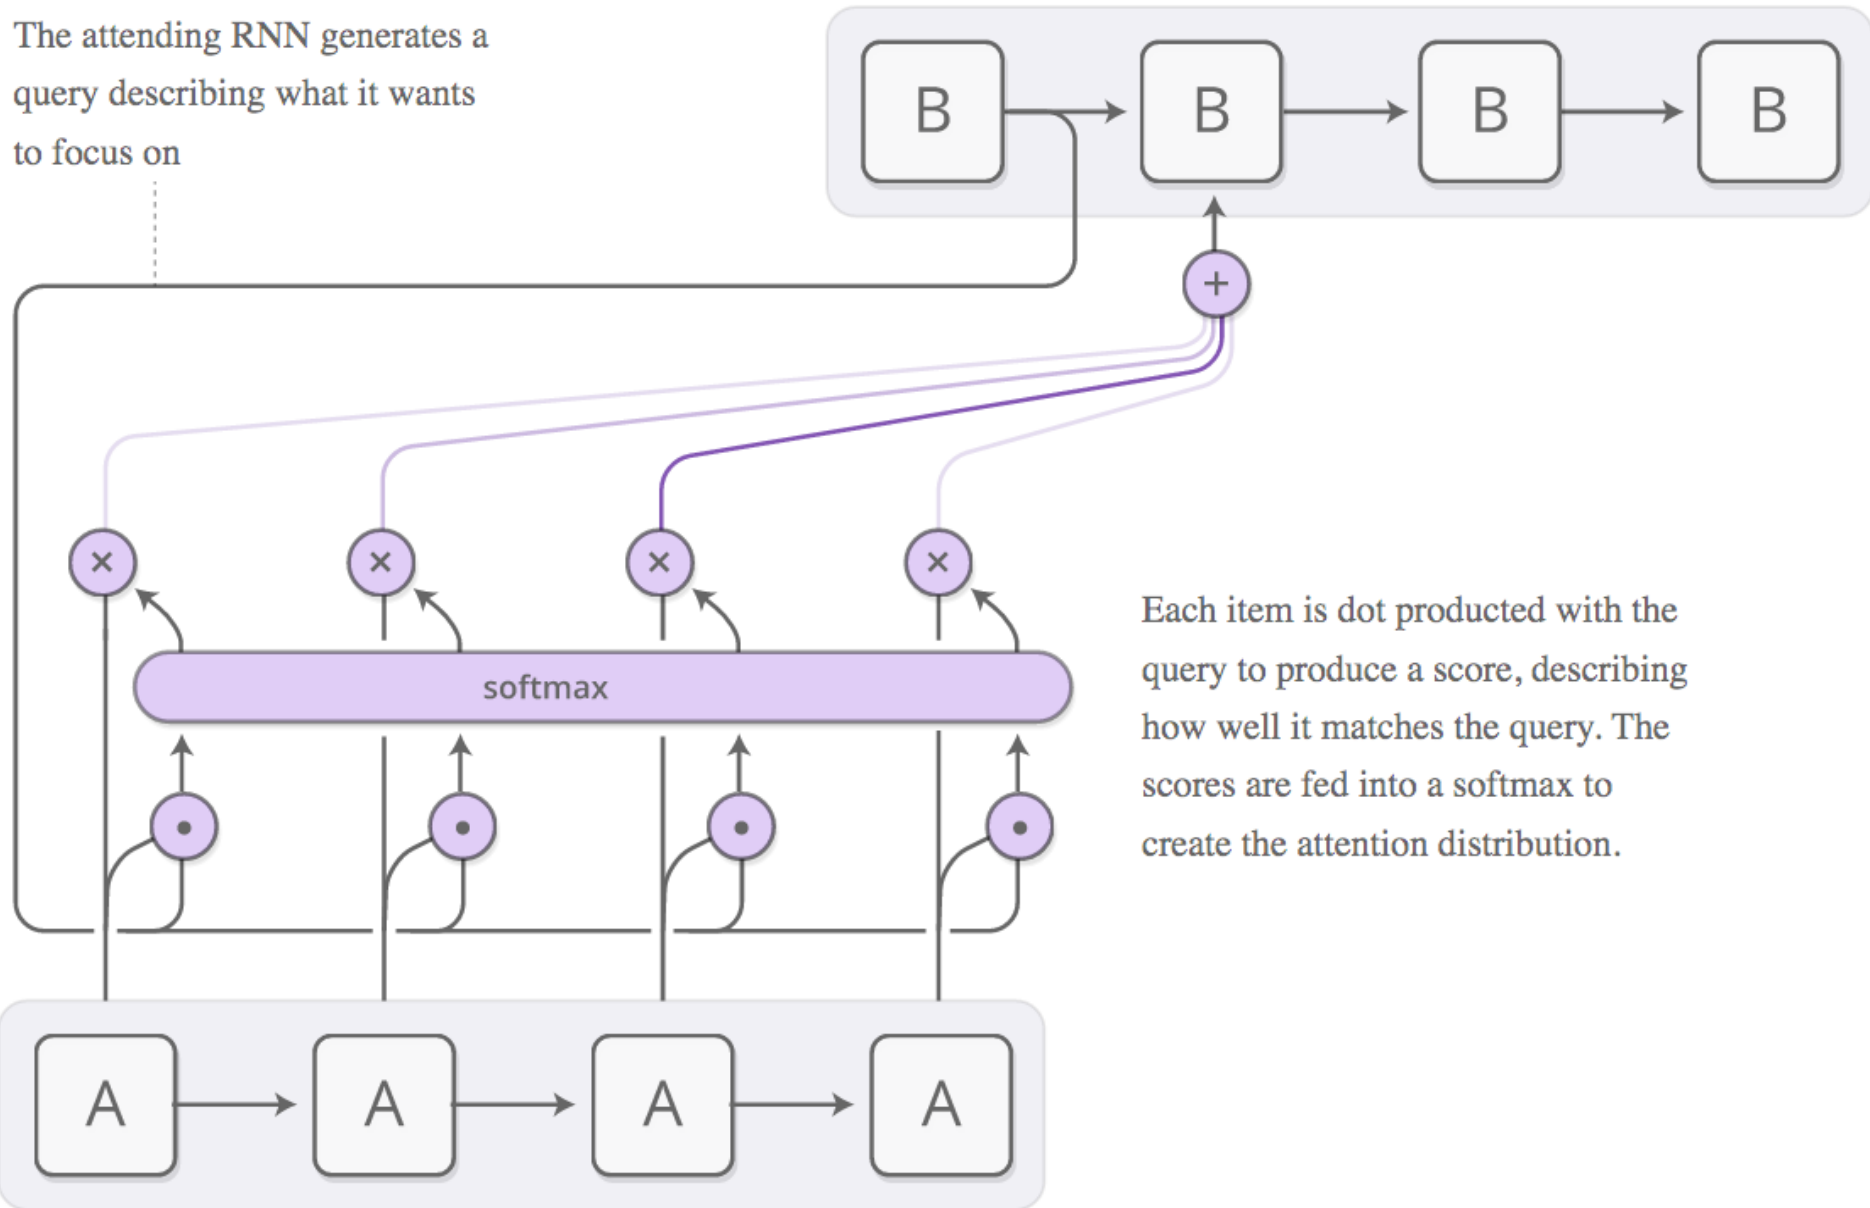 The attending RNN generates a
query describing what it wants
to focus on
B B B B
+
× × × ×
softmax
Each item is dot producted with the
query to produce a score, describing
how well it matches the query. The
scores are fed into a softmax to
create the attention distribution.
• • • •
A A A A